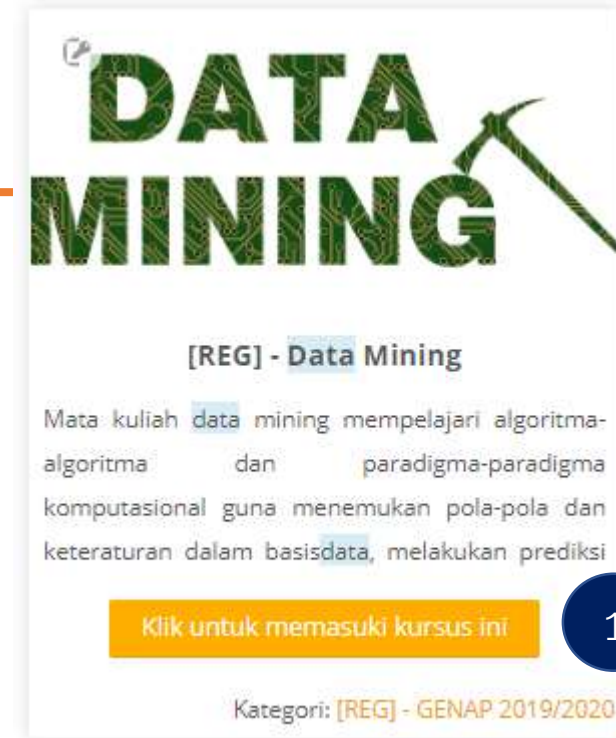 DATA
MINING
[REG] - Data Mining
Mata kuliah data mining mempelajari algoritma-
algoritma dan paradigma-paradigma
komputasional guna menemukan pola-pola dan
keteraturan dalam basisdata, melakukan prediksi
Klik untuk memasuki kursus ini
1
Kategori: [REG] - GENAP 2019/2020